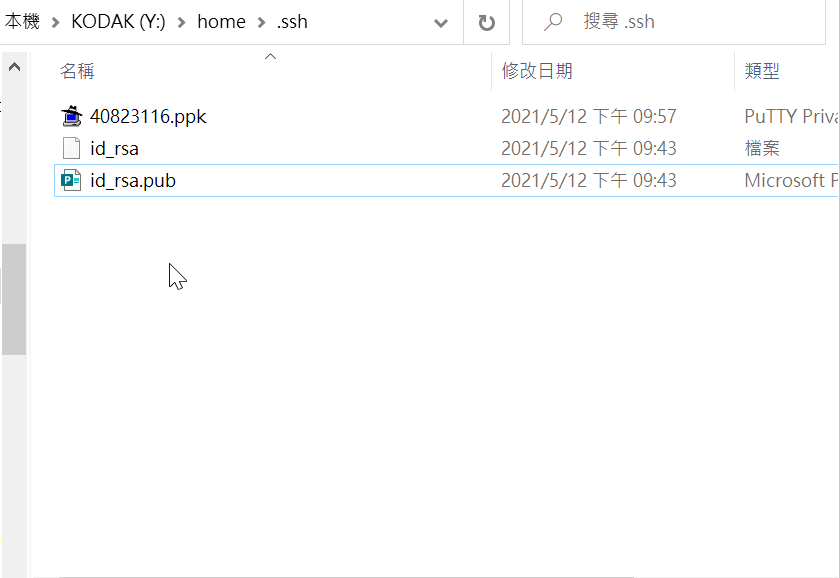 本機 > KODAK (Y:) > home > .ssh
搜尋 .ssh
名稱 修改日期 類型
40823116.ppk 2021/5/12 下午 09:57 PuTTY Priva
id_rsa 2021/5/12 下午 09:43 檔案
id_rsa.pub 2021/5/12 下午 09:43 Microsoft P